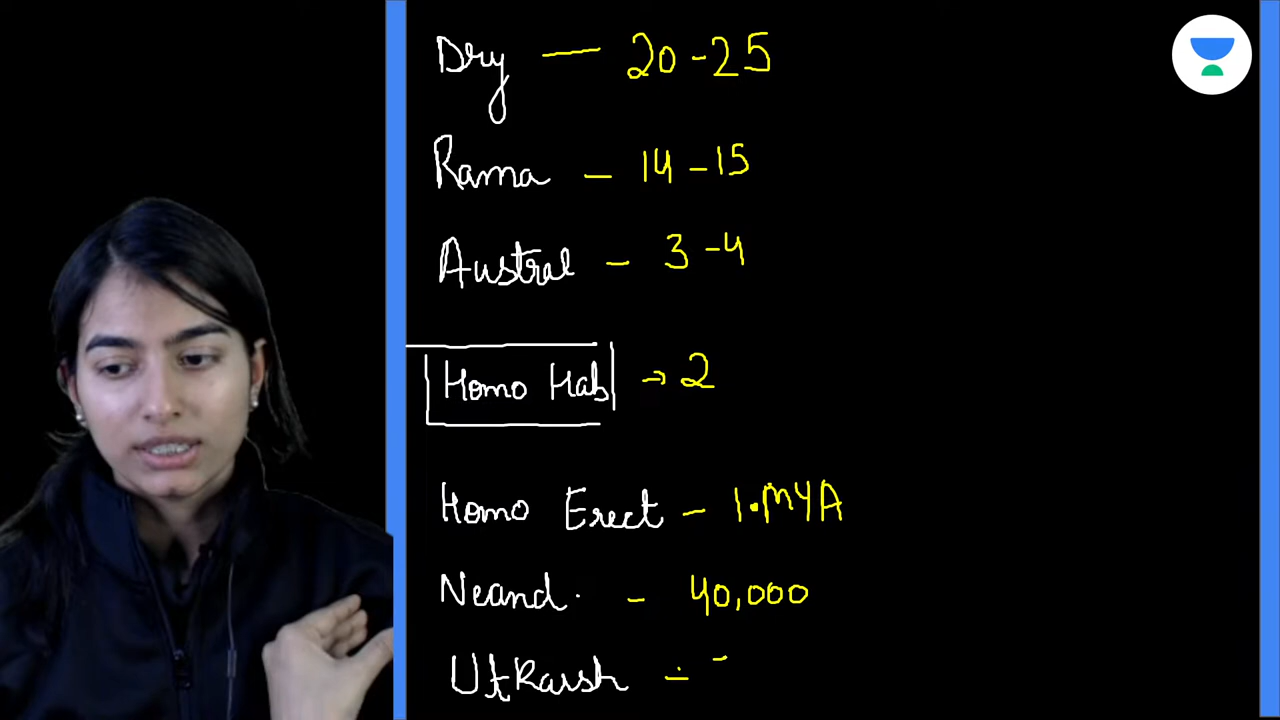 Dry — 20-25
Rama - 14-15
Austral - 3-4
Homo Hab → 2
Homo Erect - 1.MYA
Neand. - 40,000
Utkarsh -